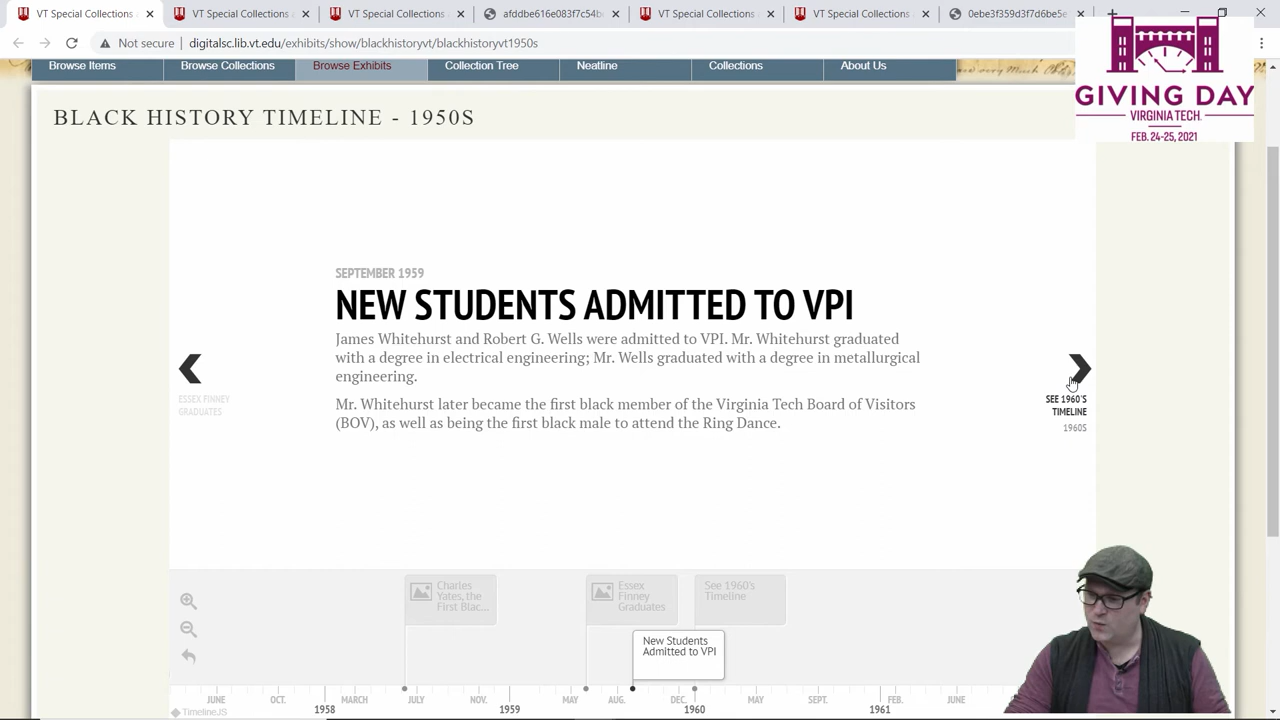 VT Special Collections
VT Special Collections
VT Special Collections
afddbe616e083f7c54b
VT Special Collections
VT Special Collections
0ebe3f359d3f7d6be5e
Not secure
digitalsc.lib.vt.edu/exhibits/show/blackhistoryvt/blackhistoryvt1950s
GIVING DAY
VIRGINIA TECH.
FEB. 24-25, 2021
Browse Items
Browse Collections
Browse Exhibits
Collection Tree
Neatline
Collections
About Us
BLACK HISTORY TIMELINE - 1950S
SEPTEMBER 1959
NEW STUDENTS ADMITTED TO VPI
James Whitehurst and Robert G. Wells were admitted to VPI. Mr. Whitehurst graduated
with a degree in electrical engineering; Mr. Wells graduated with a degree in metallurgical
engineering.
Mr. Whitehurst later became the first black member of the Virginia Tech Board of Visitors
(BOV), as well as being the first black male to attend the Ring Dance.
ESSEX FINNEY
GRADUATES
SEE 1960'S
TIMELINE
1960S
Charles
Yates, the
First Blac...
Essex
Finney
Graduates
See 1960's
Timeline
New Students
Admitted to VPI
JUNE
OCT.
1958
MARCH
JULY
NOV.
1959
MAY
AUG.
DEC.
1960
MAY
SEPT.
1961
FEB.
JUNE
TimelineJS